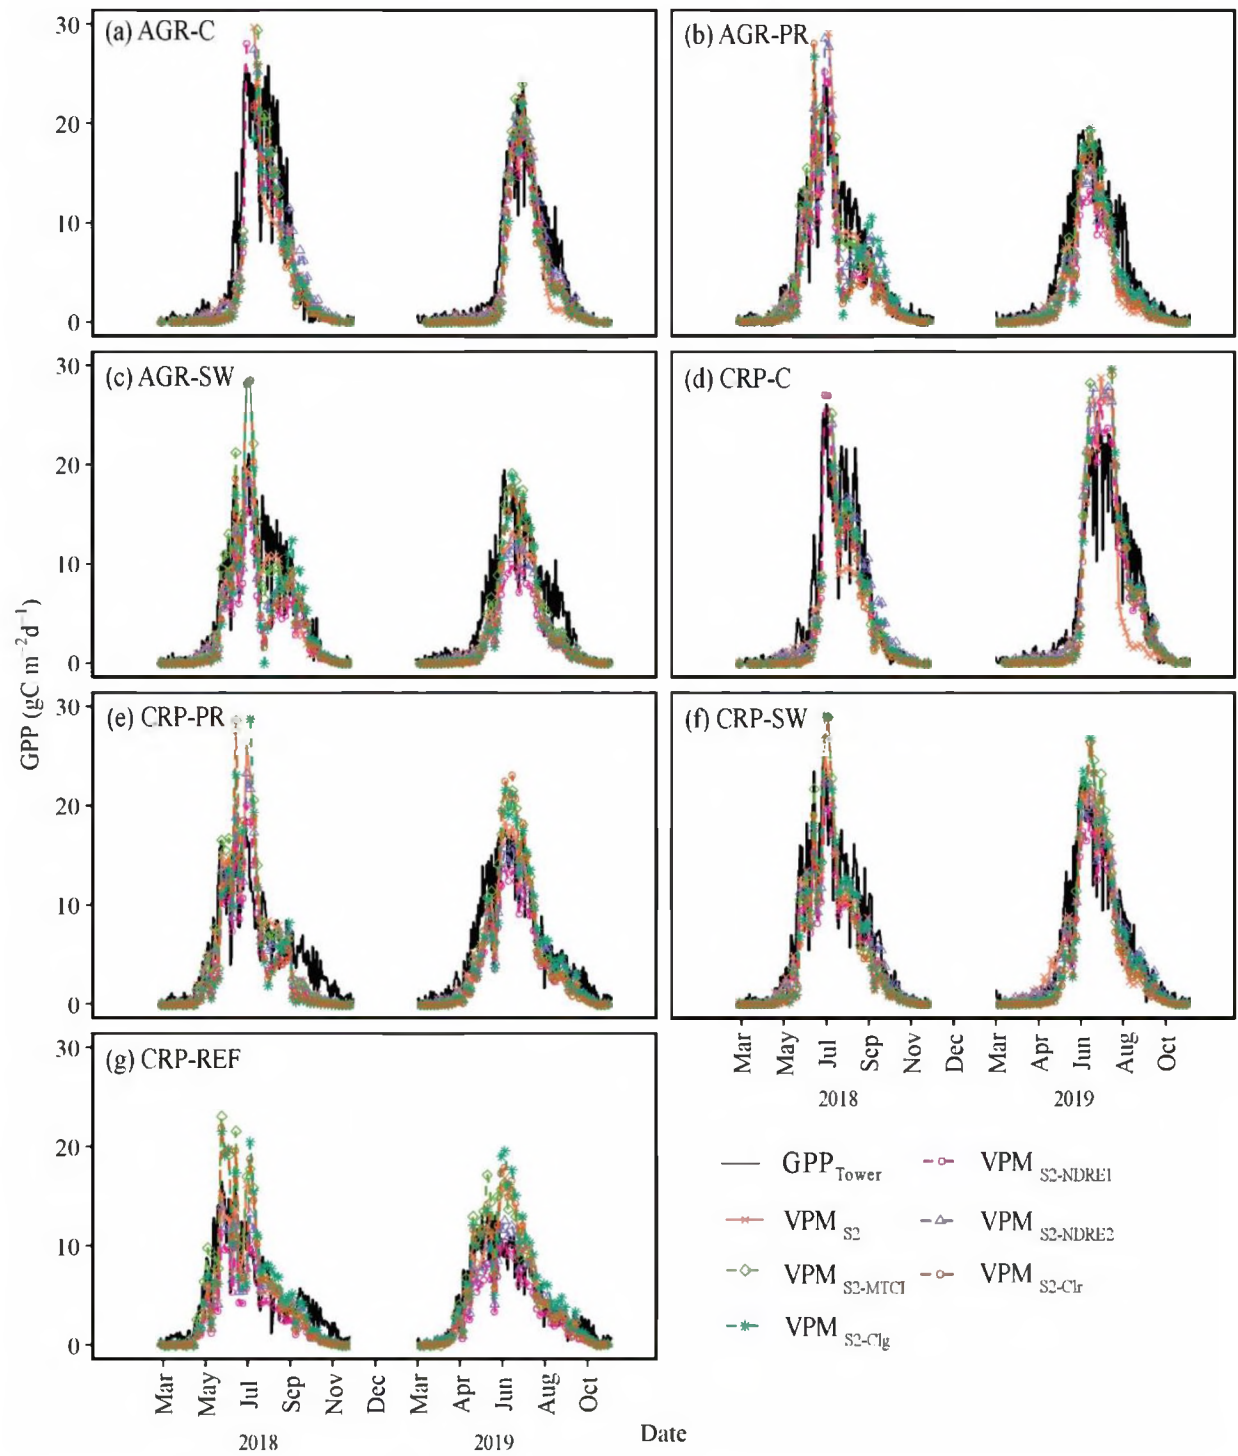 (a) AGR-C
(b) AGR-PR
30
20
10
0
(c) AGR-SW
(d) CRP-C
30
20
10
0
(e) CRP-PR
(f) CRP-SW
30
20
10
0
GPP (gC m⁻²d⁻¹)
Mar May Jul Sep Nov Dec Mar Apr Jun Aug Oct
2018 2019
(g) CRP-REF
30
20
10
0
GPP Tower
VPM S2-NDRE1
VPM S2
VPM S2-NDRE2
VPM S2-MTCI
VPM S2-CIr
VPM S2-CIg
Mar May Jul Sep Nov Dec Mar Apr Jun Aug Oct
2018 2019
Date